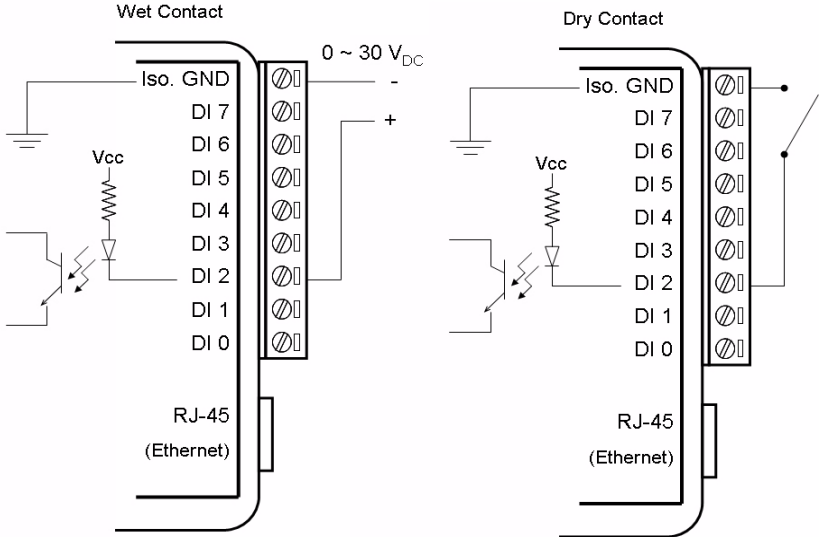 Wet Contact
0 ~ 30 VDC
Iso. GND
-
DI 7
+
DI 6
Vcc
DI 5
DI 4
DI 3
DI 2
DI 1
DI 0
RJ-45
(Ethernet)
Dry Contact
Iso. GND
DI 7
DI 6
Vcc
DI 5
DI 4
DI 3
DI 2
DI 1
DI 0
RJ-45
(Ethernet)